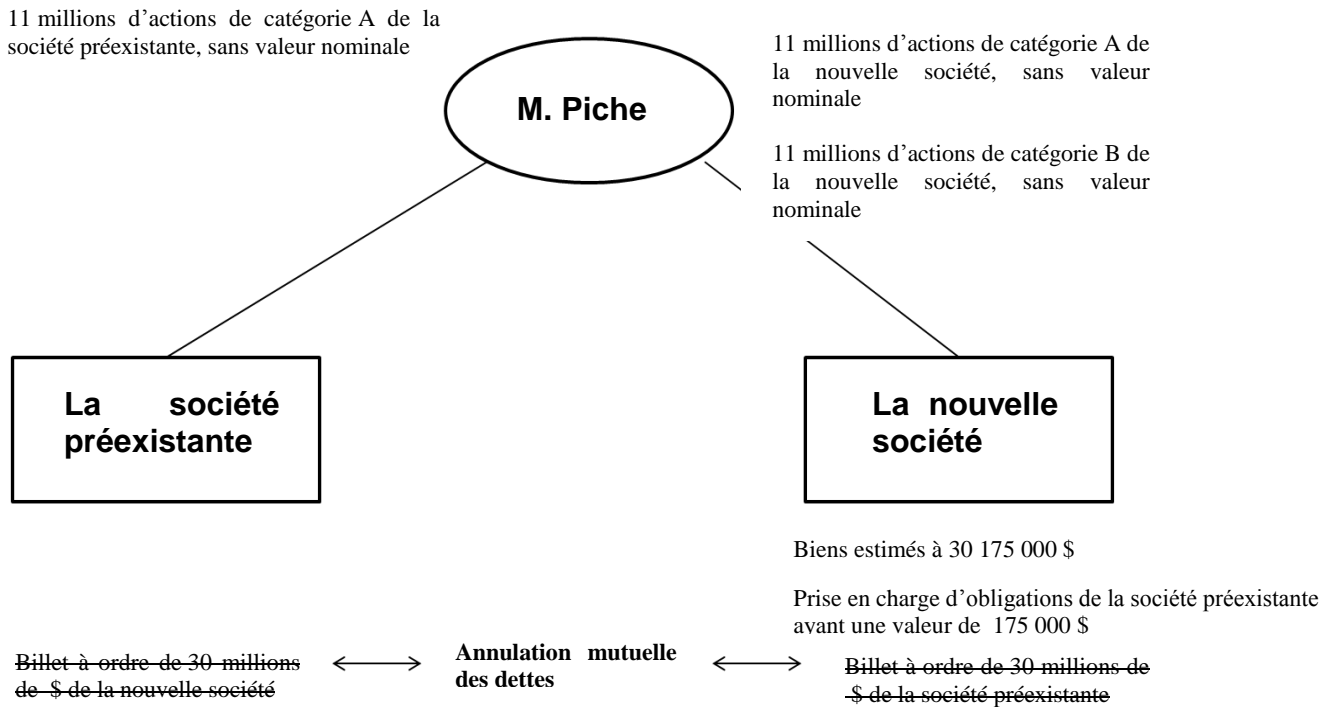 11 millions d’actions de catégorie A de la
société préexistante, sans valeur nominale
M. Piche
11 millions d’actions de catégorie A de
la nouvelle société, sans valeur
nominale
11 millions d’actions de catégorie B de
la nouvelle société, sans valeur
nominale
La société
préexistante
La nouvelle
société
Biens estimés à 30 175 000 $
Prise en charge d’obligations de la société préexistante
ayant une valeur de 175 000 $
Billet à ordre de 30 millions
de $ de la nouvelle société
Annulation mutuelle
des dettes
Billet à ordre de 30 millions de
$ de la société préexistante